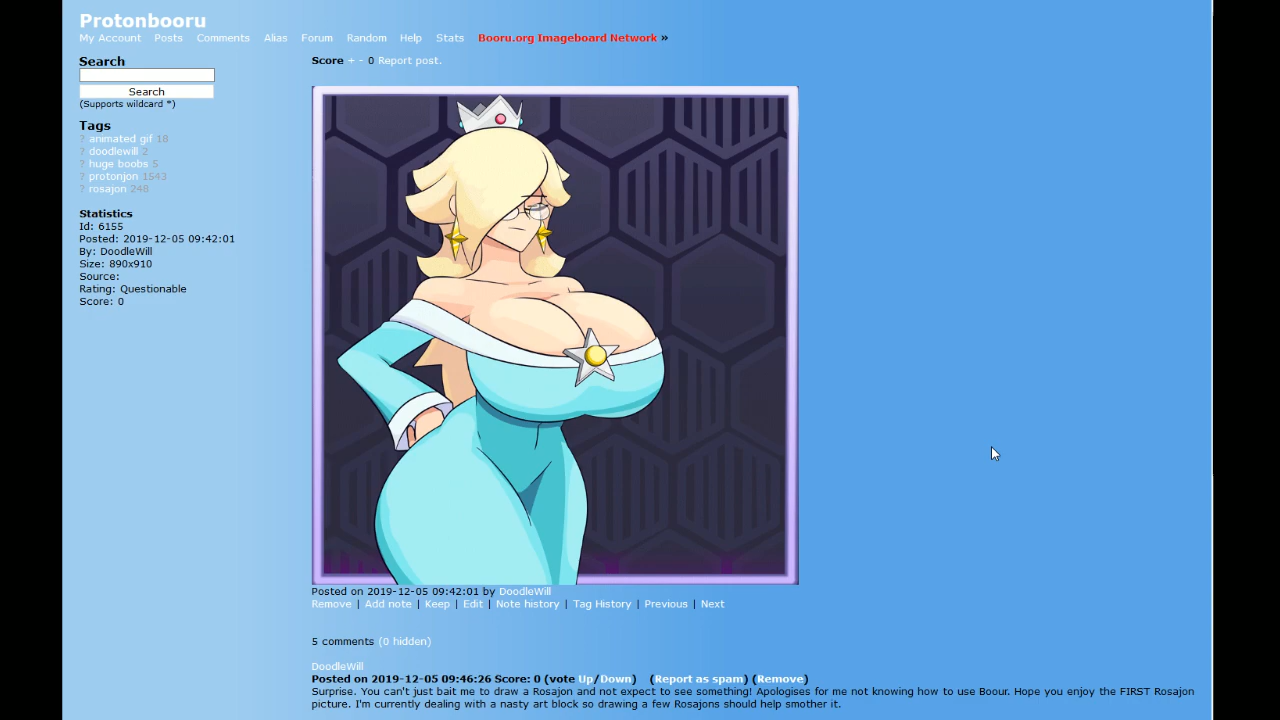 Protonbooru
My Account Posts Comments Alias Forum Random Help Stats Booru.org Imageboard Network »
Search
Search
(Supports wildcard *)
Tags
? animated gif 18
? doodlewill 2
? huge boobs 5
? protonjon 1543
? rosajon 248
Statistics
Id: 6155
Posted: 2019-12-05 09:42:01
By: DoodleWill
Size: 890x910
Source:
Rating: Questionable
Score: 0
Score + - 0 Report post.
Posted on 2019-12-05 09:42:01 by DoodleWill
Remove | Add note | Keep | Edit | Note history | Tag History | Previous | Next
5 comments (0 hidden)
DoodleWill
Posted on 2019-12-05 09:46:26 Score: 0 (vote Up/Down) (Report as spam) (Remove)
Surprise. You can't just bait me to draw a Rosajon and not expect to see something! Apologises for me not knowing how to use Boour. Hope you enjoy the FIRST Rosajon
picture. I'm currently dealing with a nasty art block so drawing a few Rosajons should help smother it.